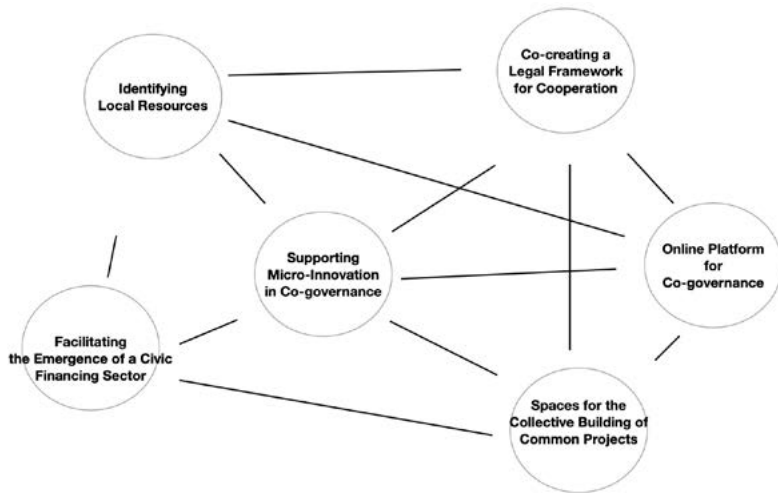 Identifying
Local Resources
Co-creating a
Legal Framework
for Cooperation
Supporting
Micro-Innovation
in Co-governance
Online Platform
for
Co-governance
Facilitating
the Emergence of a Civic
Financing Sector
Spaces for the
Collective Building of
Common Projects